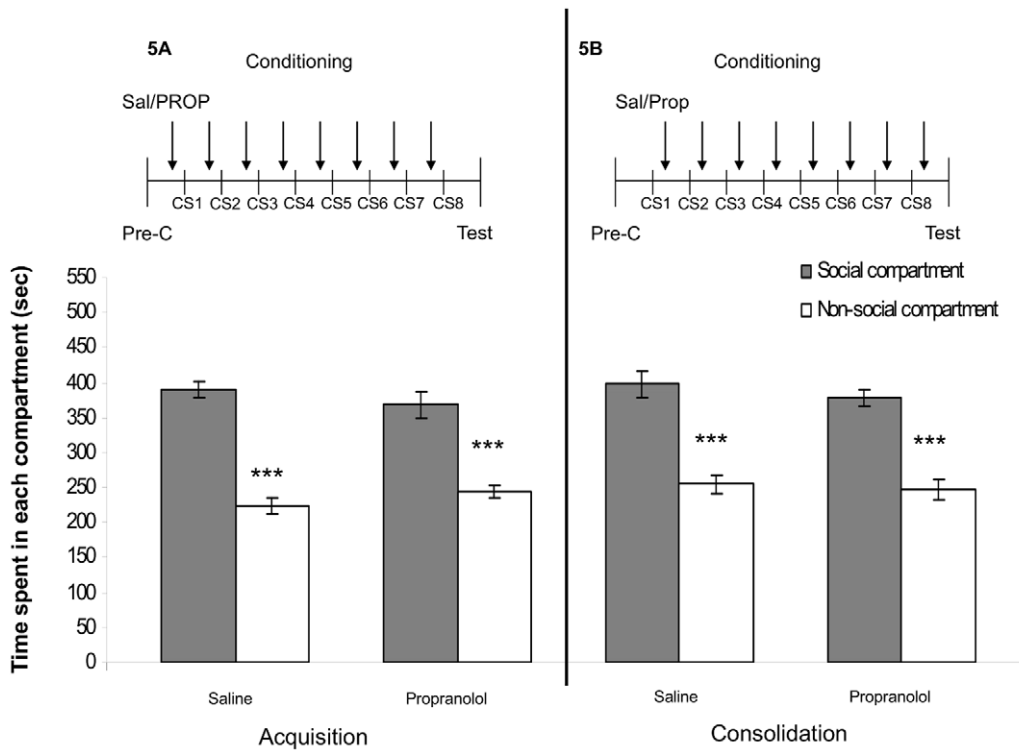 5A
Conditioning
Sal/PROP
CS1 CS2 CS3 CS4 CS5 CS6 CS7 CS8
Pre-C Test
5B
Conditioning
Sal/Prop
CS1 CS2 CS3 CS4 CS5 CS6 CS7 CS8
Pre-C Test
Social compartment
Non-social compartment
Time spent in each compartment (sec)
550
500
450
400
350
300
250
200
150
100
50
0
*** *** *** ***
Saline Propranolol Saline Propranolol
Acquisition Consolidation